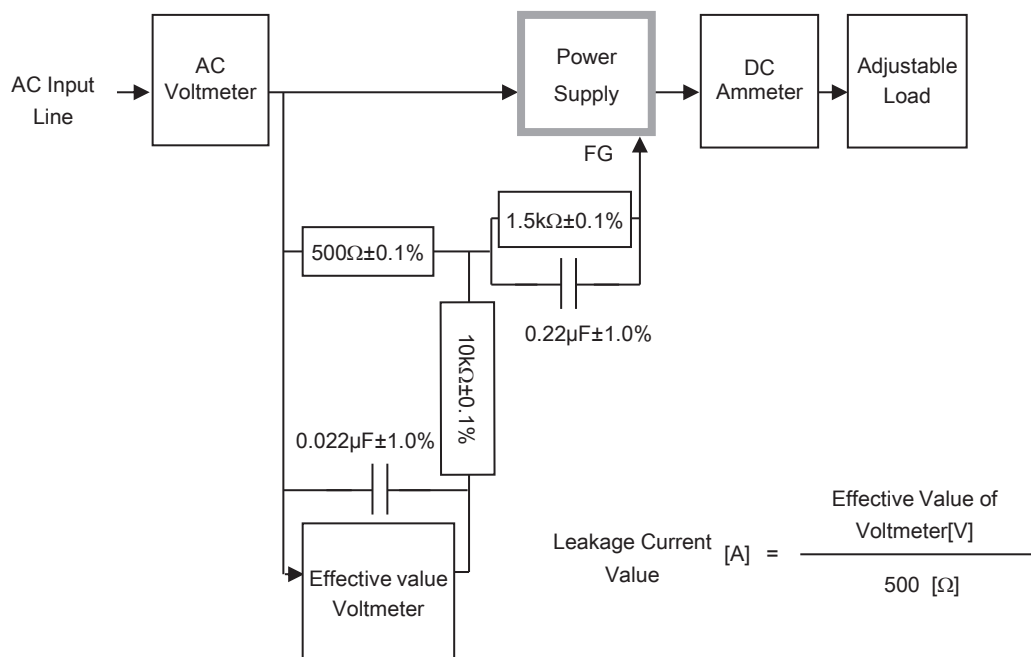 AC Input
Line
AC
Voltmeter
Power
Supply
DC
Ammeter
Adjustable
Load
FG
1.5kΩ±0.1%
500Ω±0.1%
0.22µF±1.0%
10kΩ±0.1%
0.022µF±1.0%
Effective value
Voltmeter
Leakage Current
Value
[A] =
Effective Value of
Voltmeter[V]
500 [Ω]